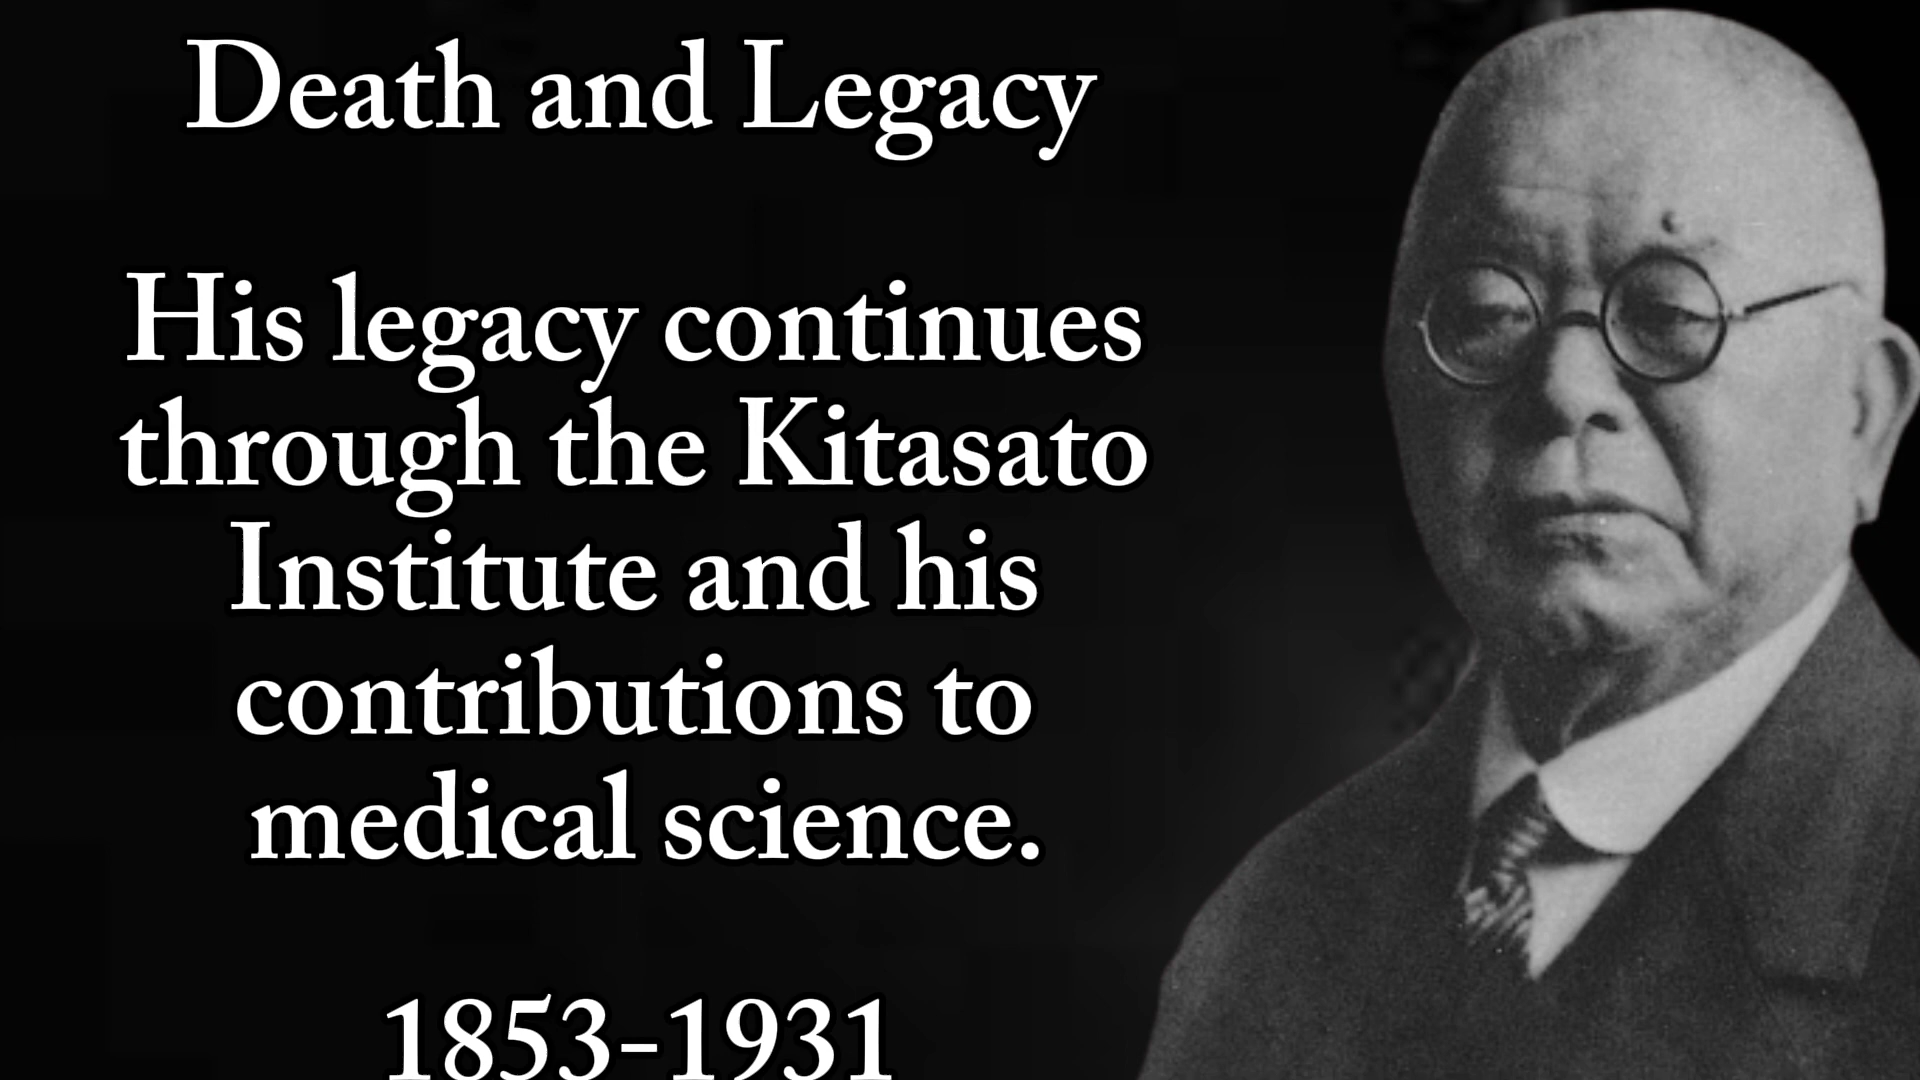 Death and Legacy
His legacy continues
through the Kitasato
Institute and his
contributions to
medical science.
1853-1931